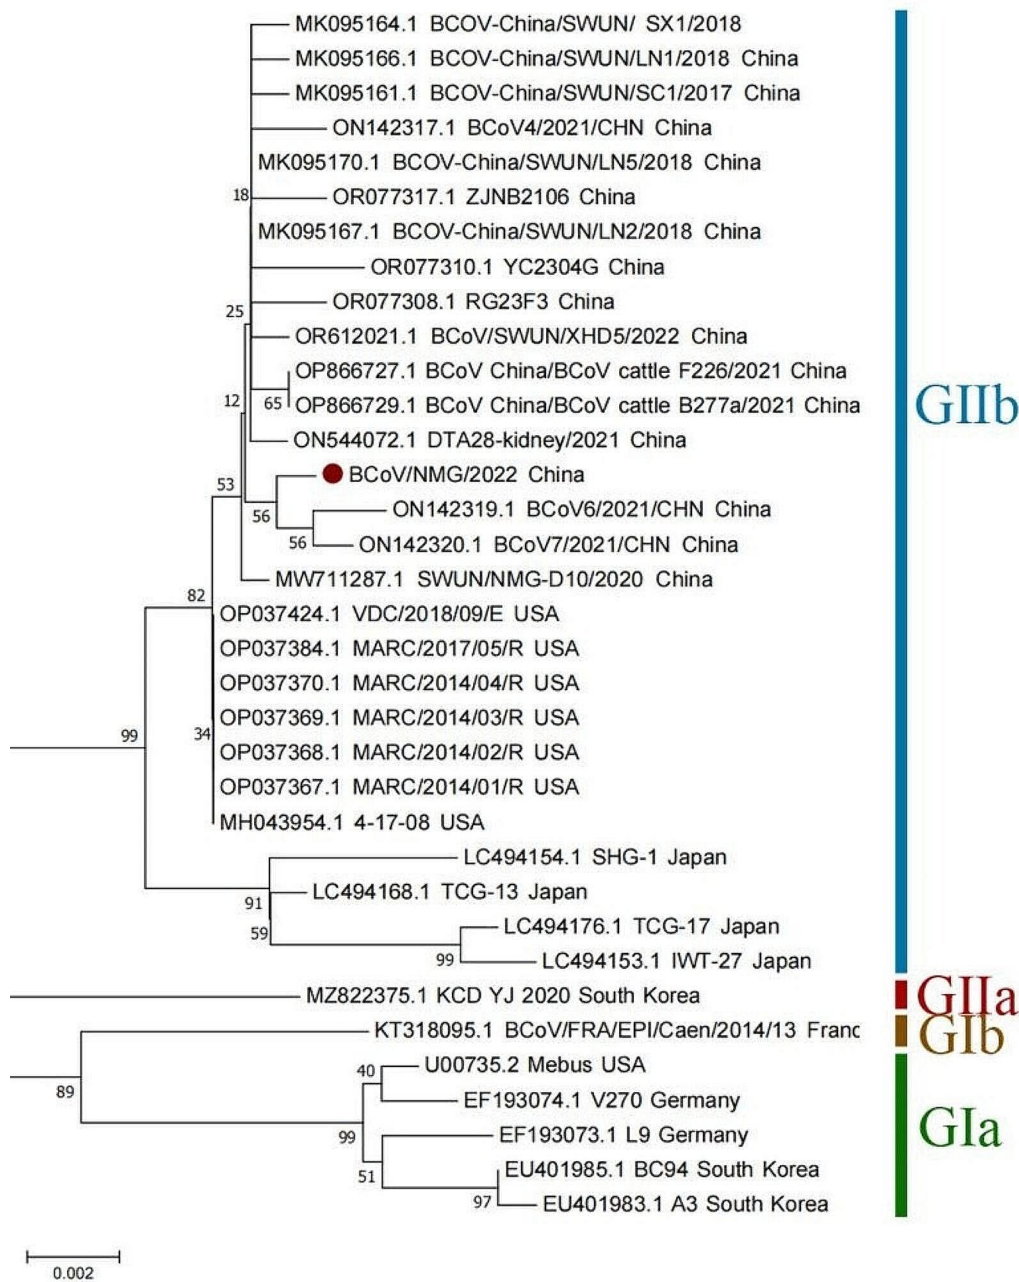 MK095164.1 BCOV-China/SWUN/ SX1/2018
MK095166.1 BCOV-China/SWUN/LN1/2018 China
MK095161.1 BCOV-China/SWUN/SC1/2017 China
ON142317.1 BCoV4/2021/CHN China
MK095170.1 BCOV-China/SWUN/LN5/2018 China
18
OR077317.1 ZJNB2106 China
MK095167.1 BCOV-China/SWUN/LN2/2018 China
OR077310.1 YC2304G China
OR077308.1 RG23F3 China
25
OR612021.1 BCoV/SWUN/XHD5/2022 China
OP866727.1 BCoV China/BCoV cattle F226/2021 China
12
65
OP866729.1 BCoV China/BCoV cattle B277a/2021 China
GIIb
ON544072.1 DTA28-kidney/2021 China
BCoV/NMG/2022 China
53
56
ON142319.1 BCoV6/2021/CHN China
56
ON142320.1 BCoV7/2021/CHN China
MW711287.1 SWUN/NMG-D10/2020 China
82
OP037424.1 VDC/2018/09/E USA
OP037384.1 MARC/2017/05/R USA
OP037370.1 MARC/2014/04/R USA
OP037369.1 MARC/2014/03/R USA
99
34
OP037368.1 MARC/2014/02/R USA
OP037367.1 MARC/2014/01/R USA
MH043954.1 4-17-08 USA
LC494154.1 SHG-1 Japan
LC494168.1 TCG-13 Japan
91
LC494176.1 TCG-17 Japan
59
99
LC494153.1 IWT-27 Japan
MZ822375.1 KCD YJ 2020 South Korea
GIIa
KT318095.1 BCoV/FRA/EPI/Caen/2014/13 Franc
GIb
40
U00735.2 Mebus USA
89
EF193074.1 V270 Germany
99
EF193073.1 L9 Germany
GIa
51
EU401985.1 BC94 South Korea
97
EU401983.1 A3 South Korea
0.002